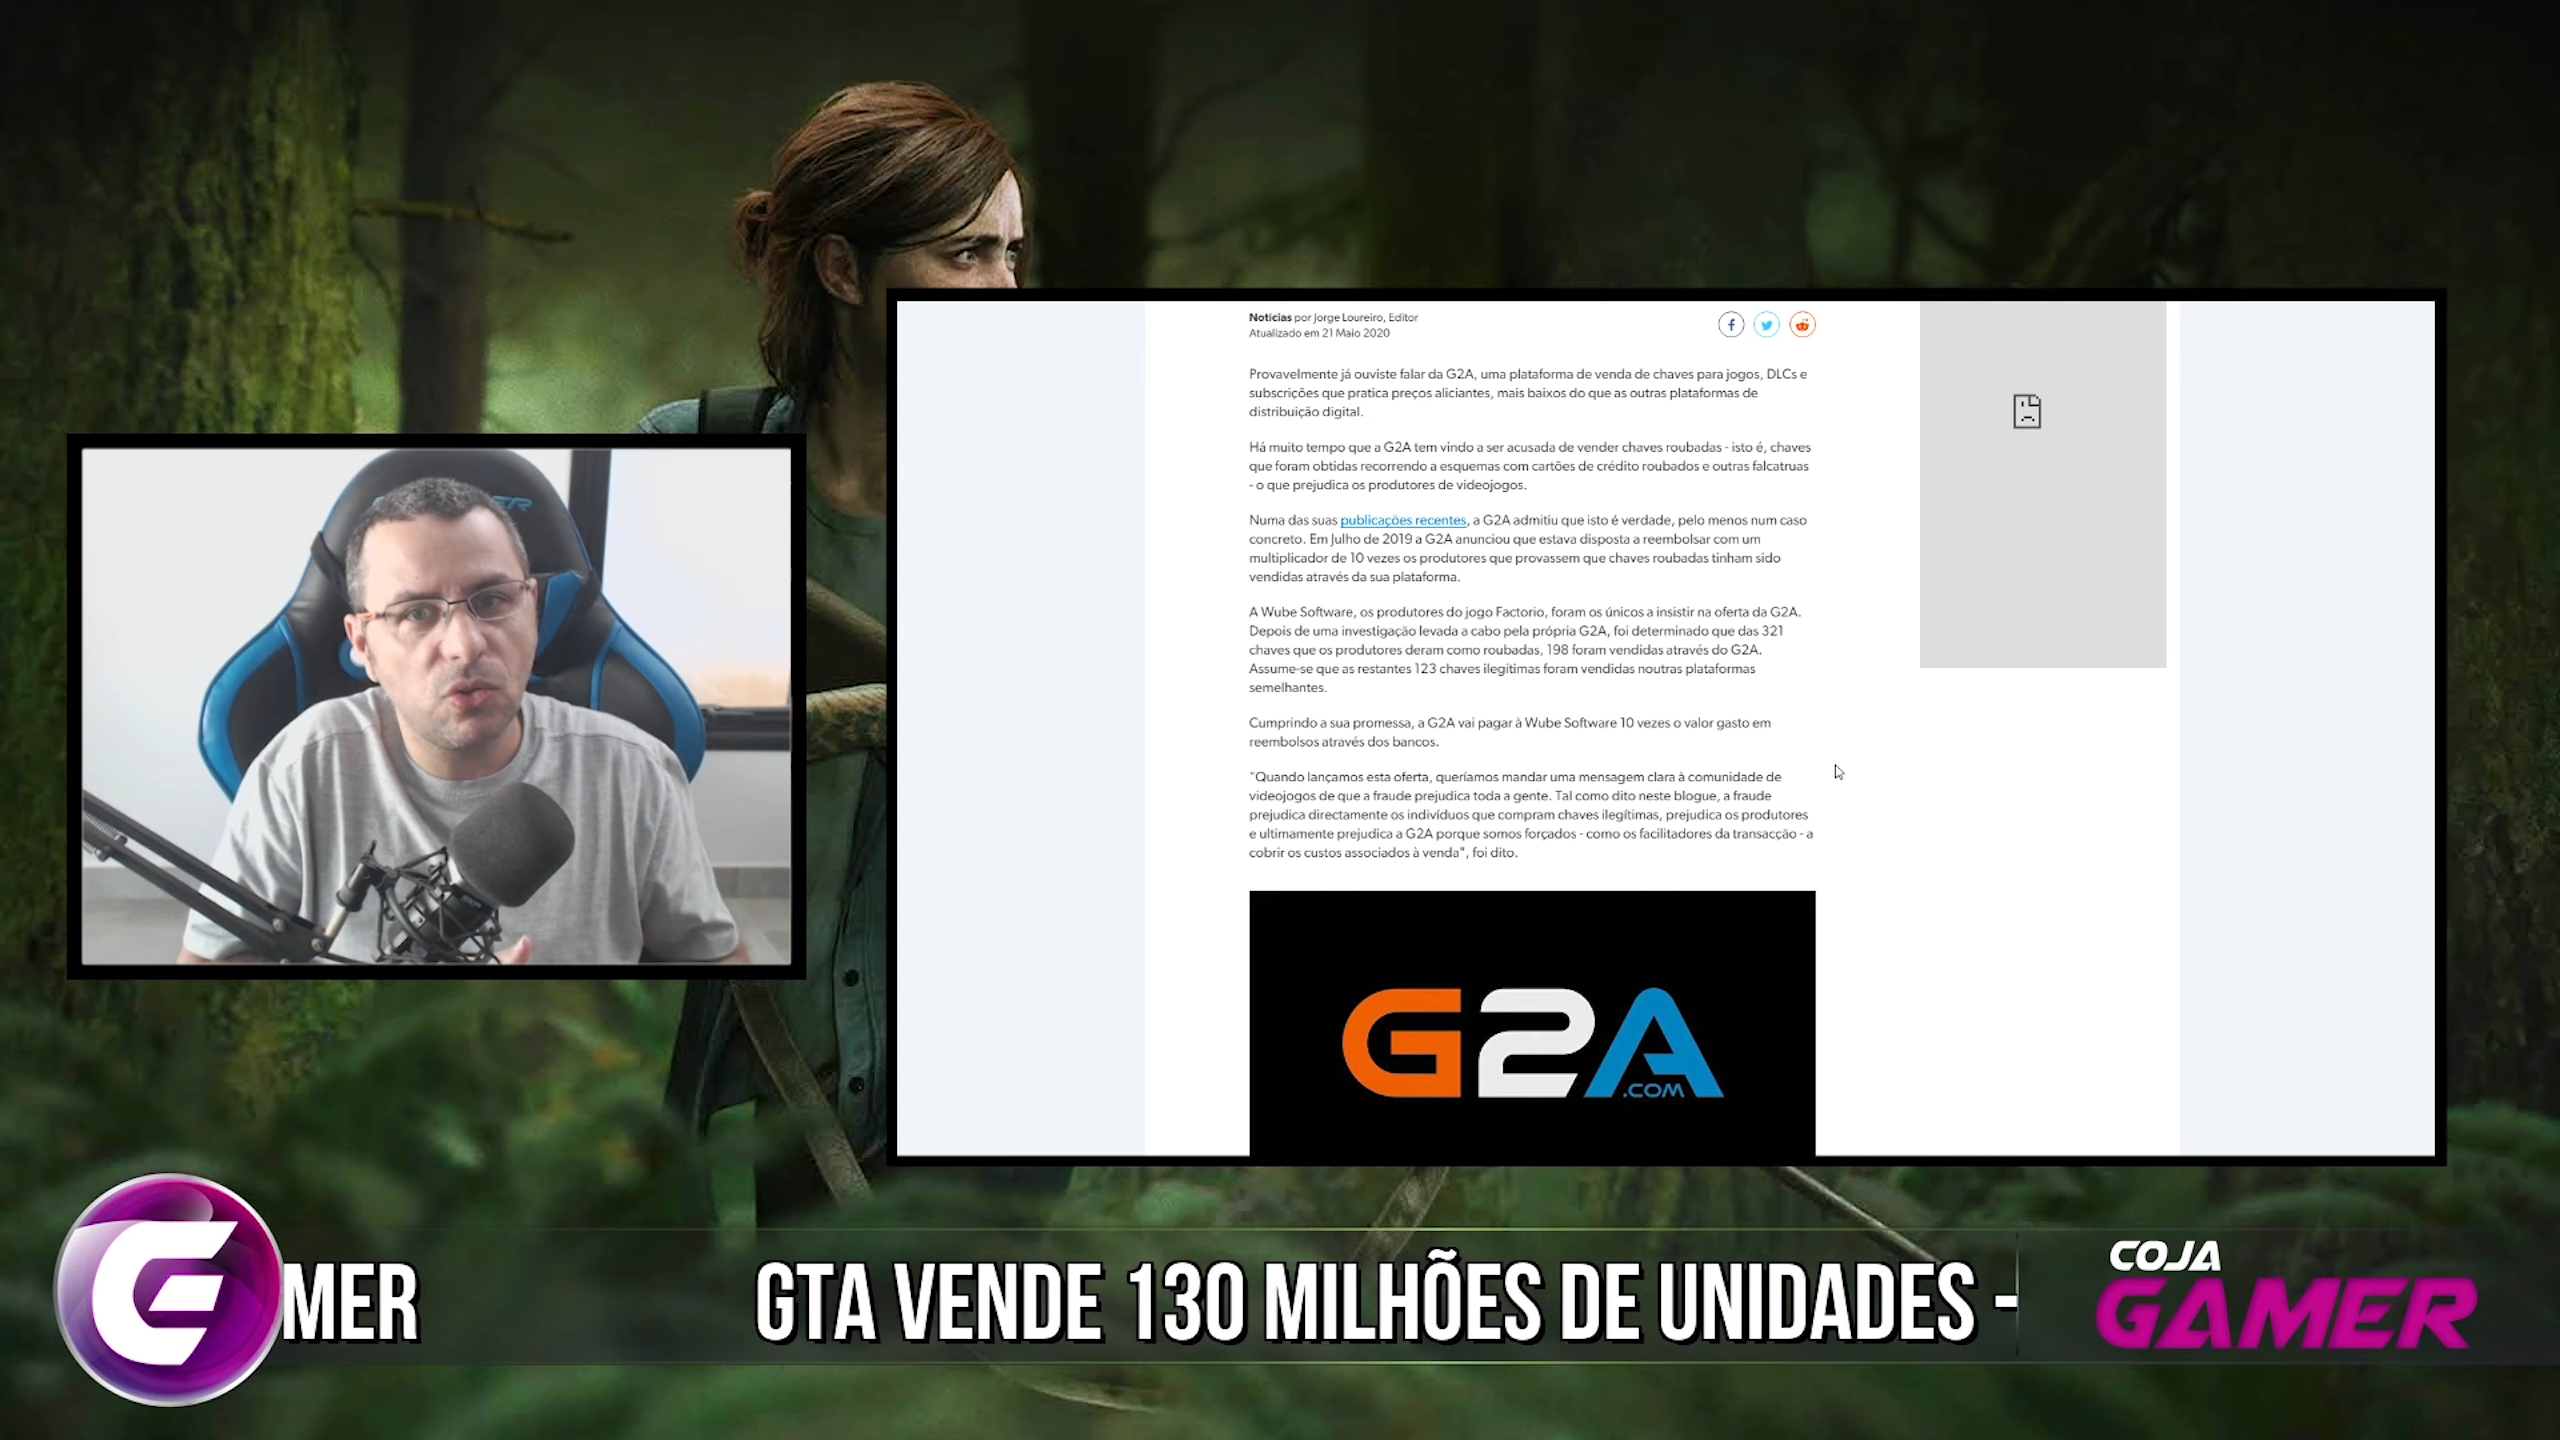 Notícias por Jorge Loureiro, Editor
Atualizado em 21 Maio 2020
Provavelmente já ouviste falar da G2A, uma plataforma de venda de chaves para jogos, DLCs e
subscrições que pratica preços aliciantes, mais baixos do que as outras plataformas de
distribuição digital.
Há muito tempo que a G2A tem vindo a ser acusada de vender chaves roubadas - isto é, chaves
que foram obtidas recorrendo a esquemas com cartões de crédito roubados e outras falcatruas
- o que prejudica os produtores de videojogos.
Numa das suas publicações recentes, a G2A admitiu que isto é verdade, pelo menos num caso
concreto. Em Julho de 2019 a G2A anunciou que estava disposta a reembolsar com um
multiplicador de 10 vezes os produtores que provassem que chaves roubadas tinham sido
vendidas através da sua plataforma.
A Wube Software, os produtores do jogo Factorio, foram os únicos a insistir na oferta da G2A.
Depois de uma investigação levada a cabo pela própria G2A, foi determinado que das 321
chaves que os produtores deram como roubadas, 198 foram vendidas através do G2A.
Assume-se que as restantes 123 chaves ilegítimas foram vendidas noutras plataformas
semelhantes.
Cumprindo a sua promessa, a G2A vai pagar à Wube Software 10 vezes o valor gasto em
reembolsos através dos bancos.
"Quando lançamos esta oferta, queríamos mandar uma mensagem clara à comunidade de
videojogos de que a fraude prejudica toda a gente. Tal como dito neste blogue, a fraude
prejudica directamente os indivíduos que compram chaves ilegítimas, prejudica os produtores
e ultimamente prejudica a G2A porque somos forçados - como os facilitadores da transacção - a
cobrir os custos associados à venda", foi dito.
G2A
.COM
MER GTA VENDE 130 MILHÕES DE UNIDADES -
COJA
GAMER